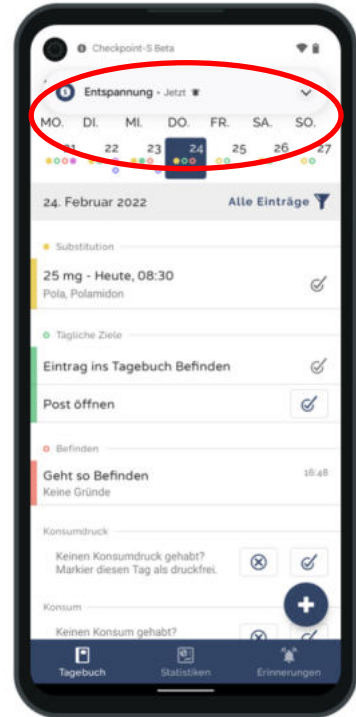 Checkpoint-S Beta
Entspannung • Jetzt
MO. DI. MI. DO. FR. SA. SO.
21 22 23 24 25 26 27
24. Februar 2022 Alle Einträge
Substitution
25 mg - Heute, 08:30
Pola, Polamidon
Tägliche Ziele
Eintrag ins Tagebuch Befinden
Post öffnen
Befinden
Geht so Befinden 16:48
Keine Gründe
Konsumdruck
Keinen Konsumdruck gehabt?
Markier diesen Tag als druckfrei.
Konsum
Keinen Konsum gehabt?
Tagebuch Statistiken Erinnerungen